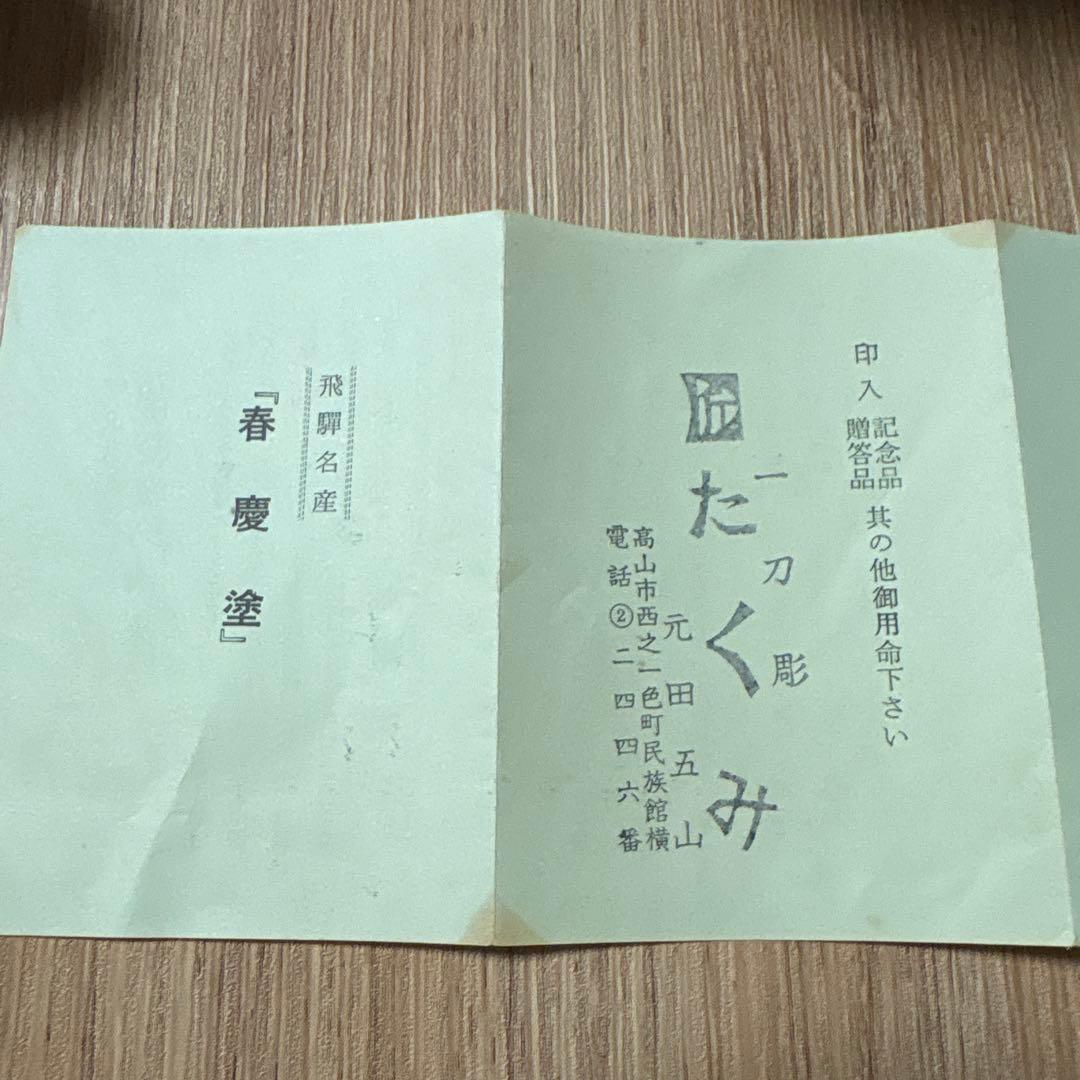 印入 記念品 贈答品 其の他御用命下さい
一刀彫
匠 たくみ
元田五山
高山市西之一色町民族館横
電話②二四四六番
飛驒名産
『春慶塗』